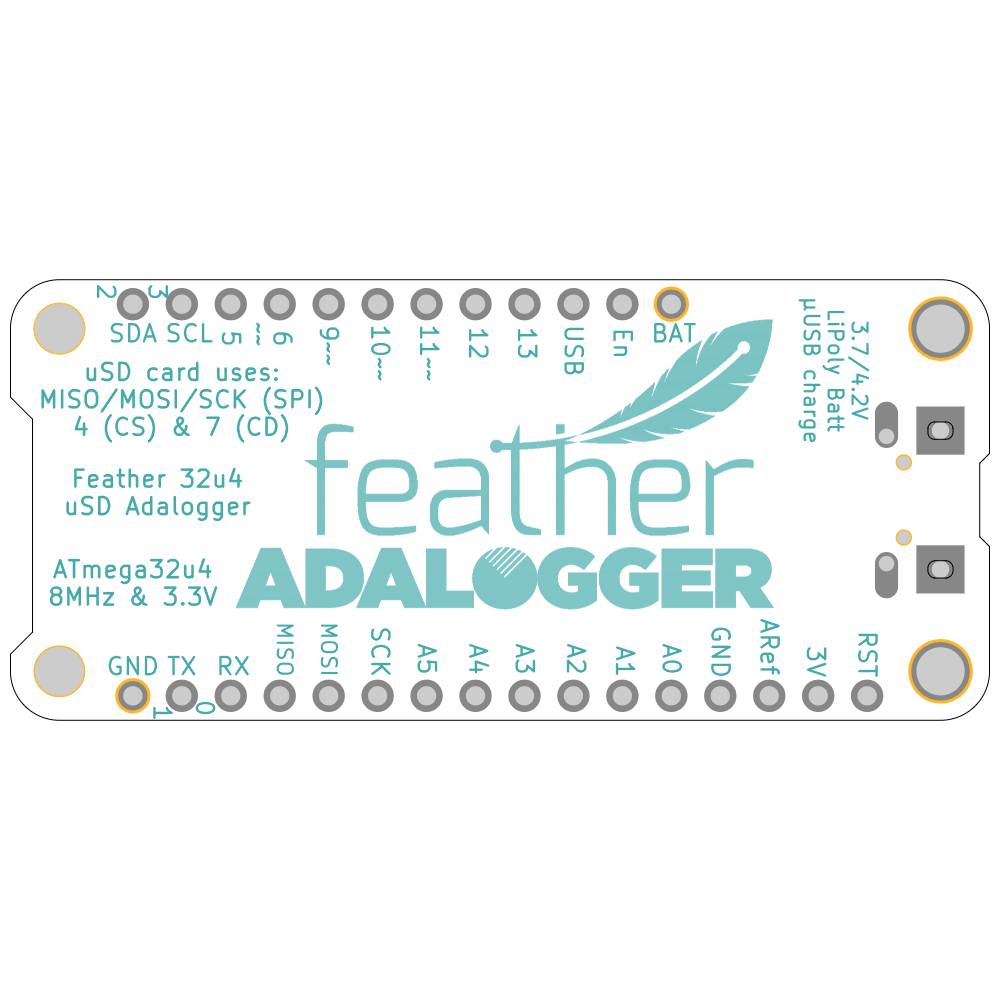 2 3
SDA SCL 5~ 6 9~ 10~ 11~ 12 13 USB En BAT
3.7/4.2V
LiPoly Batt
µUSB charge
uSD card uses:
MISO/MOSI/SCK (SPI)
4 (CS) & 7 (CD)
Feather 32u4
uSD Adalogger
feather
ADALOGGER
ATmega32u4
8MHz & 3.3V
GND TX RX MISO MOSI SCK A5 A4 A3 A2 A1 A0 GND ARef 3V RST
1 0